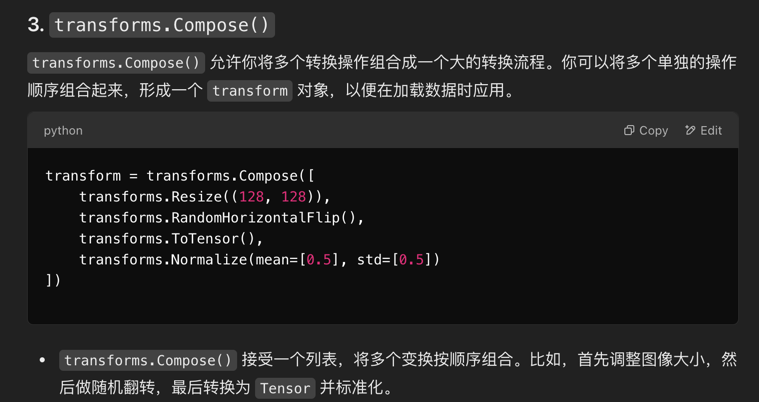 3. transforms.Compose()
transforms.Compose() 允许你将多个转换操作组合成一个大的转换流程。你可以将多个单独的操作
顺序组合起来，形成一个 transform 对象，以便在加载数据时应用。
python Copy Edit
transform = transforms.Compose([
    transforms.Resize((128, 128)),
    transforms.RandomHorizontalFlip(),
    transforms.ToTensor(),
    transforms.Normalize(mean=[0.5], std=[0.5])
])
• transforms.Compose() 接受一个列表，将多个变换按顺序组合。比如，首先调整图像大小，然
后做随机翻转，最后转换为 Tensor 并标准化。